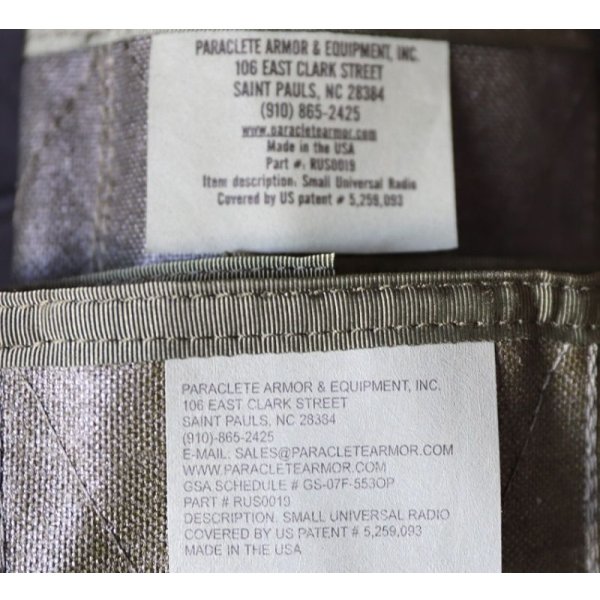 PARACLETE ARMOR & EQUIPMENT, INC.
106 EAST CLARK STREET
SAINT PAULS, NC 28384
(910) 865-2425
www.paracletearmor.com
Made in the USA
Part #: RUS0019
Item description: Small Universal Radio
Covered by US patent # 5,259,093
PARACLETE ARMOR & EQUIPMENT, INC.
106 EAST CLARK STREET
SAINT PAULS, NC 28384
(910)-865-2425
E-MAIL: SALES@PARACLETEARMOR.COM
WWW.PARACLETEARMOR.COM
GSA SCHEDULE # GS-07F-553OP
PART # RUS0019
DESCRIPTION: SMALL UNIVERSAL RADIO
COVERED BY US PATENT # 5,259,093
MADE IN THE USA